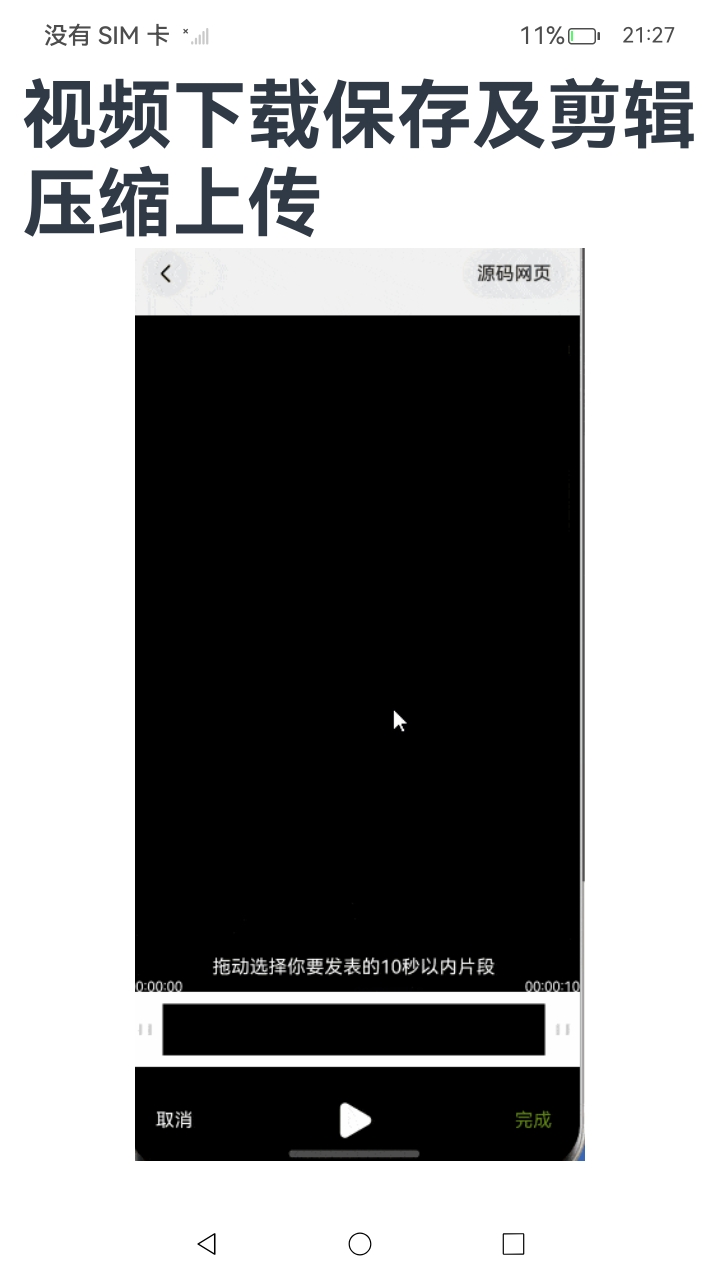 没有 SIM 卡
11%
21:27
视频下载保存及剪辑
压缩上传
源码网页
拖动选择你要发表的10秒以内片段
0:00:00
00:00:10
取消
完成